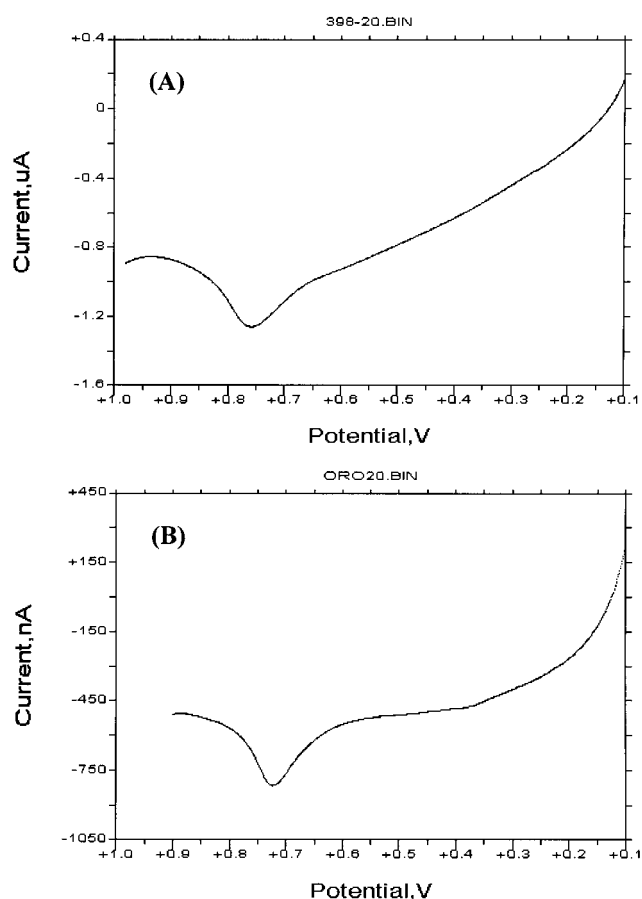 398-20.BIN
+0.4
(A)
0
-0.4
-0.8
-1.2
-1.6
Current,uA
+1.0 +0.9 +0.8 +0.7 +0.6 +0.5 +0.4 +0.3 +0.2 +0.1
Potential,V
ORO20.BIN
+450
(B)
+150
-150
-450
-750
-1050
Current,nA
+1.0 +0.9 +0.8 +0.7 +0.6 +0.5 +0.4 +0.3 +0.2 +0.1
Potential,V